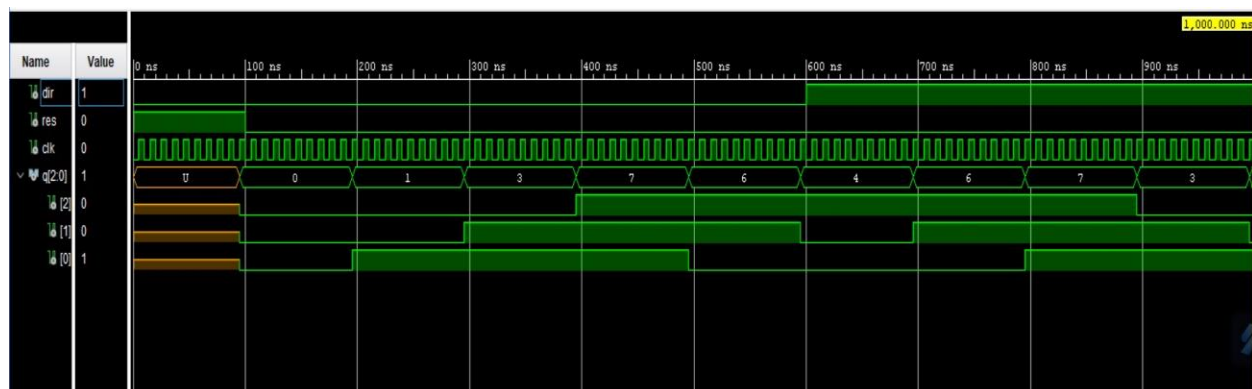 1,000.000 ns
Name Value
0 ns 100 ns 200 ns 300 ns 400 ns 500 ns 600 ns 700 ns 800 ns 900 ns
dir 1
res 0
clk 0
q[2:0] 1 U 0 1 3 7 6 4 6 7 3
[2] 0
[1] 0
[0] 1